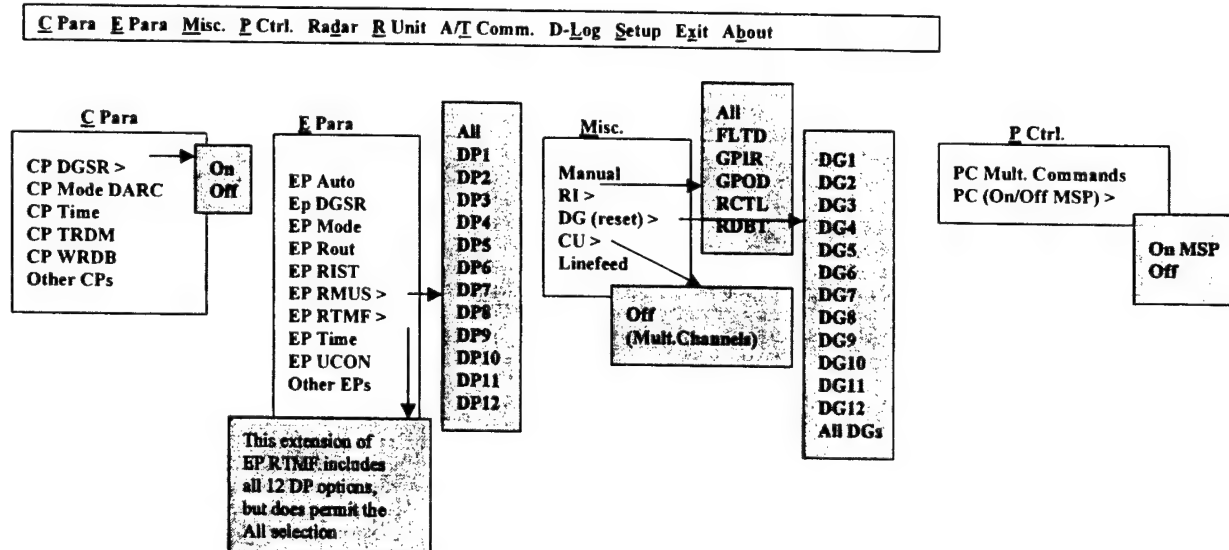 C Para E Para Misc. P Ctrl. Radar R Unit A/T Comm. D-Log Setup Exit About
C Para
CP DGSR >
CP Mode DARC
CP Time
CP TRDM
CP WRDB
Other CPs
On
Off
E Para
EP Auto
Ep DGSR
EP Mode
EP Rout
EP RIST
EP RMUS >
EP RTMF >
EP Time
EP UCON
Other EPs
This extension of
EP RTMF includes
all 12 DP options,
but does permit the
All selection
All
DP1
DP2
DP3
DP4
DP5
DP6
DP7
DP8
DP9
DP10
DP11
DP12
Misc.
Manual
RI >
DG (reset) >
CU >
Linefeed
All
FLTD
GPIR
GPOD
RCTL
RDBT
Off
(Mult.Channels)
DG1
DG2
DG3
DG4
DG5
DG6
DG7
DG8
DG9
DG10
DG11
DG12
All DGs
P Ctrl.
PC Mult. Commands
PC (On/Off MSP) >
On MSP
Off